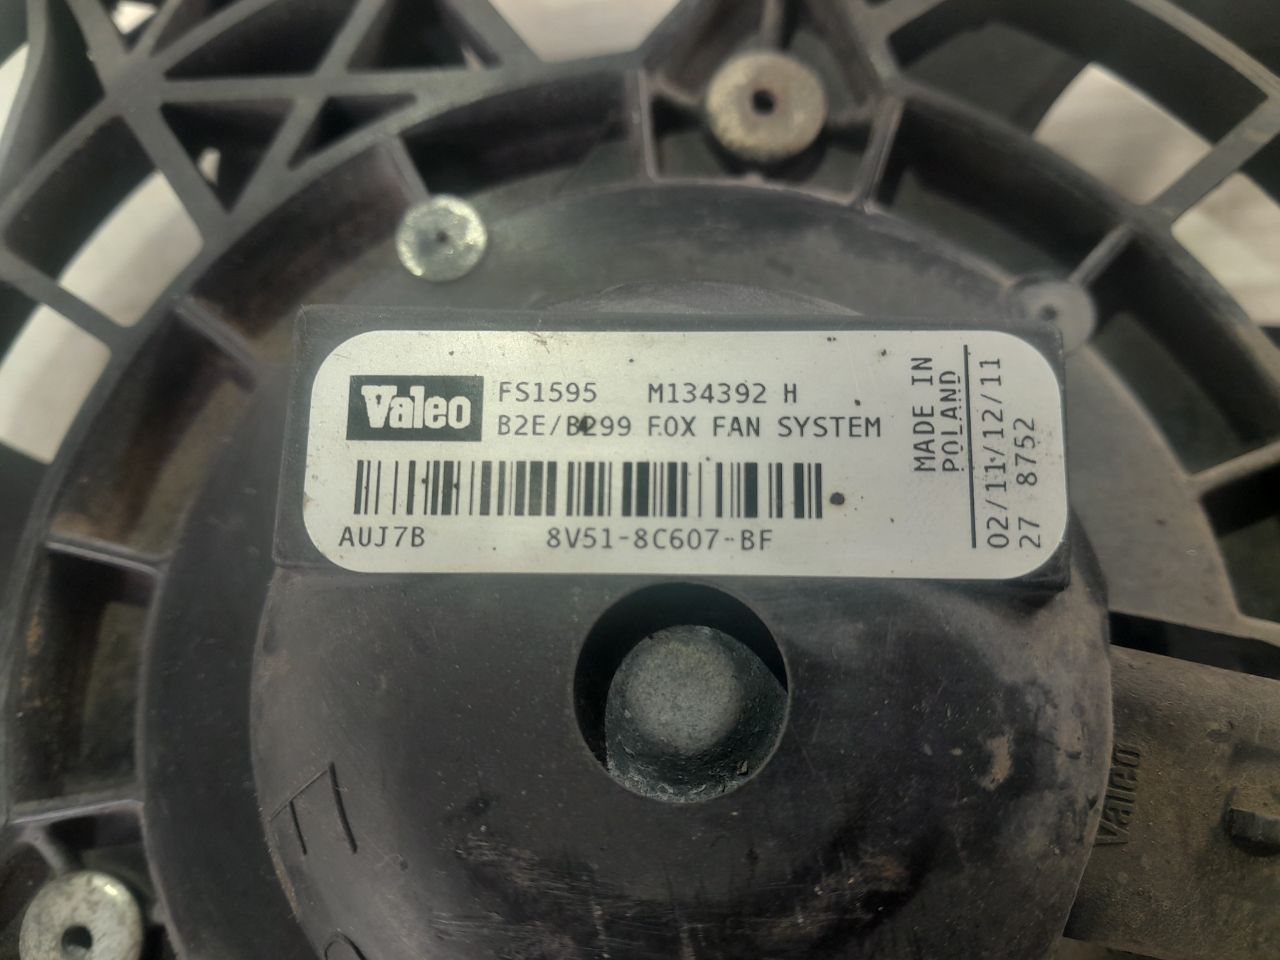 Valeo
FS1595 M134392 H
B2E/B299 FOX FAN SYSTEM
AUJ7B 8V51-8C607-BF
MADE IN
POLAND
02/11/12/11
27 8752
Valeo